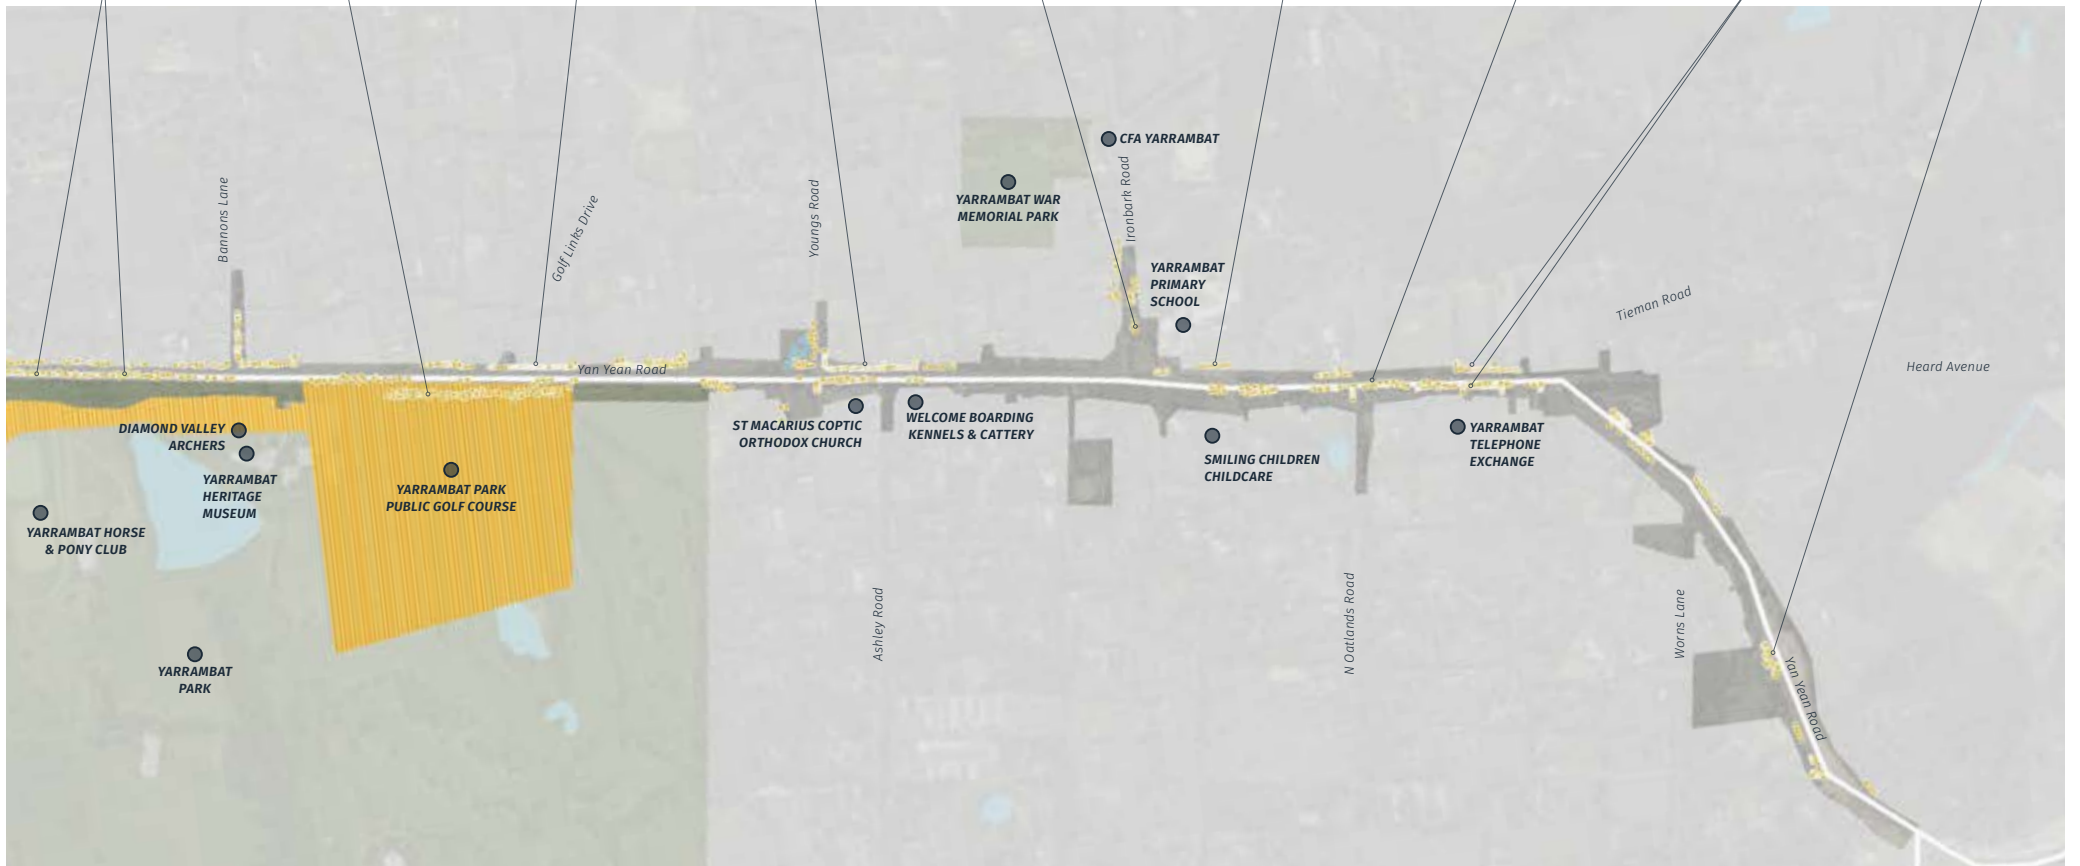 CFA YARRAMBAT
YARRAMBAT WAR
MEMORIAL PARK
Ironbark Road
Bannons Lane
Golf Links Drive
Youngs Road
YARRAMBAT
PRIMARY
SCHOOL
Tieman Road
Heard Avenue
Yan Yean Road
DIAMOND VALLEY
ARCHERS
YARRAMBAT
HERITAGE
MUSEUM
YARRAMBAT PARK
PUBLIC GOLF COURSE
ST MACARIUS COPTIC
ORTHODOX CHURCH
WELCOME BOARDING
KENNELS & CATTERY
SMILING CHILDREN
CHILDCARE
YARRAMBAT
TELEPHONE
EXCHANGE
YARRAMBAT HORSE
& PONY CLUB
YARRAMBAT
PARK
Ashley Road
N Oatlands Road
Worns Lane
Yan Yean Road